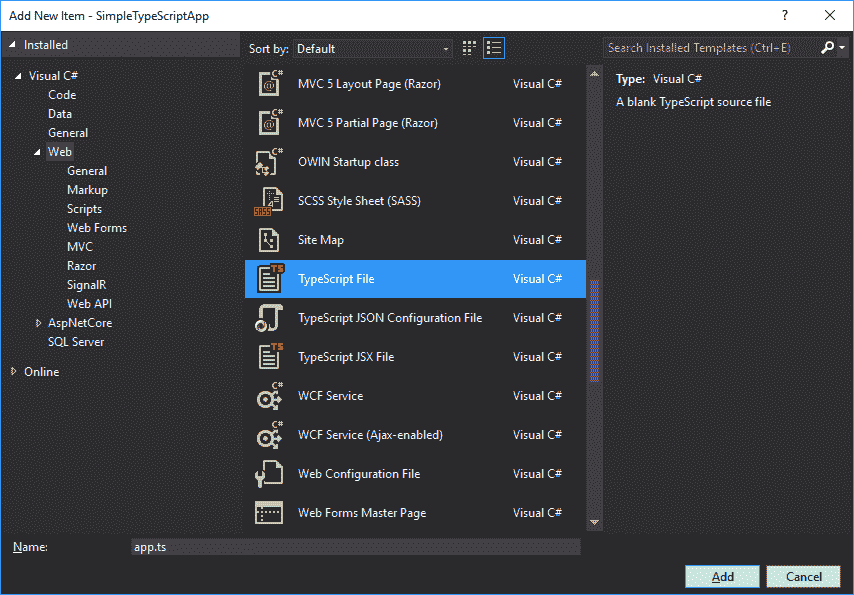 Add New Item - SimpleTypeScriptApp
?
Installed
Sort by: Default
Search Installed Templates (Ctrl+E)
Visual C#
Code
Data
General
Web
General
Markup
Scripts
Web Forms
MVC
Razor
SignalR
Web API
AspNetCore
SQL Server
Online
C#
MVC 5 Layout Page (Razor) Visual C#
C#
MVC 5 Partial Page (Razor) Visual C#
C#
OWIN Startup class Visual C#
SASS
SCSS Style Sheet (SASS) Visual C#
Site Map Visual C#
TS
TypeScript File Visual C#
TypeScript JSON Configuration File Visual C#
TS
TypeScript JSX File Visual C#
C#
WCF Service Visual C#
C#
WCF Service (Ajax-enabled) Visual C#
Web Configuration File Visual C#
Web Forms Master Page Visual C#
Type: Visual C#
A blank TypeScript source file
Name: app.ts
Add Cancel